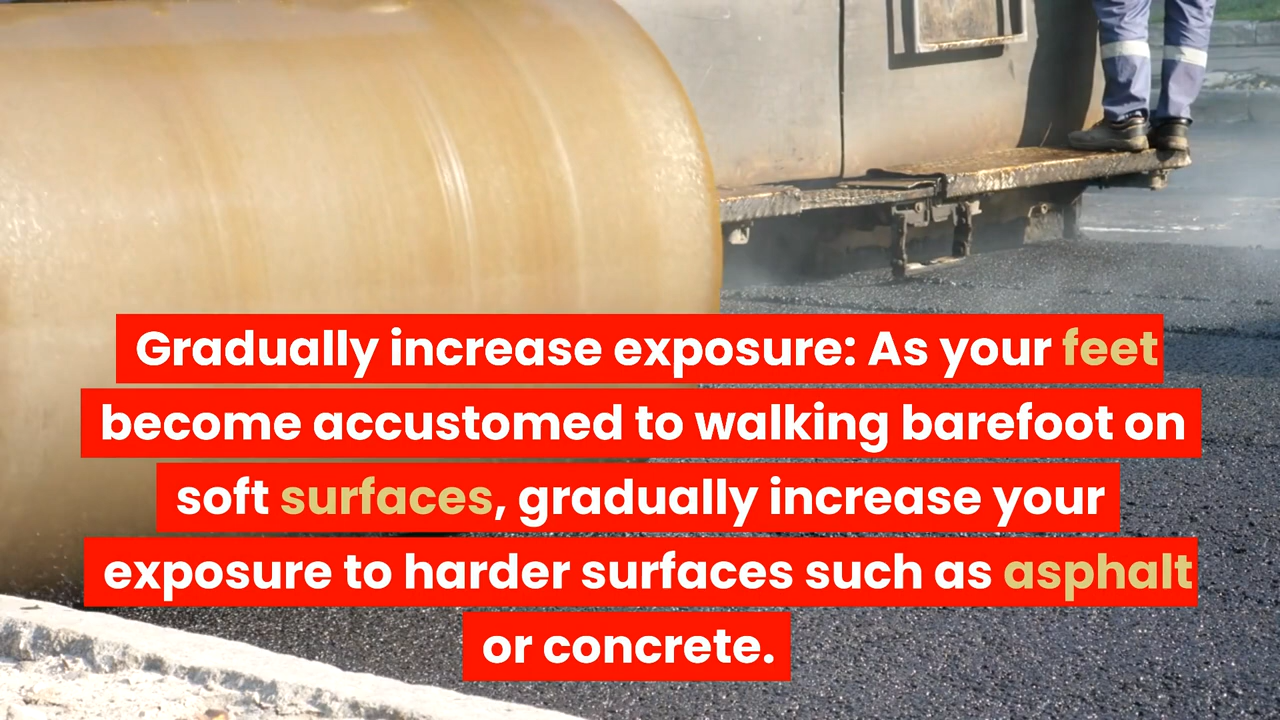 Gradually increase exposure: As your feet
become accustomed to walking barefoot on
soft surfaces, gradually increase your
exposure to harder surfaces such as asphalt
or concrete.